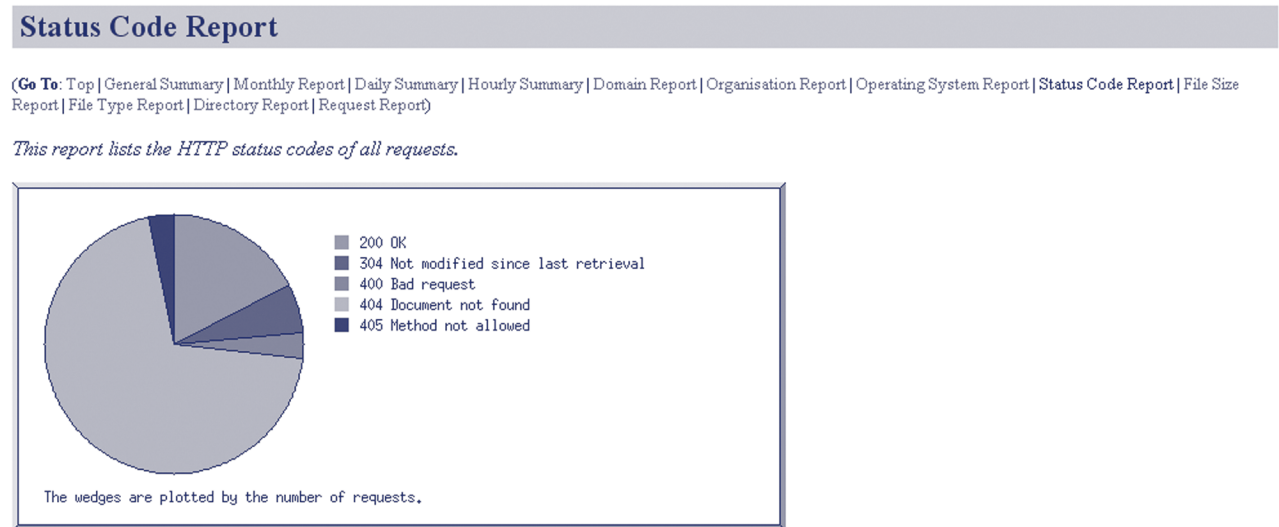 Status Code Report
(Go To: Top | General Summary | Monthly Report | Daily Summary | Hourly Summary | Domain Report | Organisation Report | Operating System Report | Status Code Report | File Size
Report | File Type Report | Directory Report | Request Report)
This report lists the HTTP status codes of all requests.
200 OK
304 Not modified since last retrieval
400 Bad request
404 Document not found
405 Method not allowed
The wedges are plotted by the number of requests.